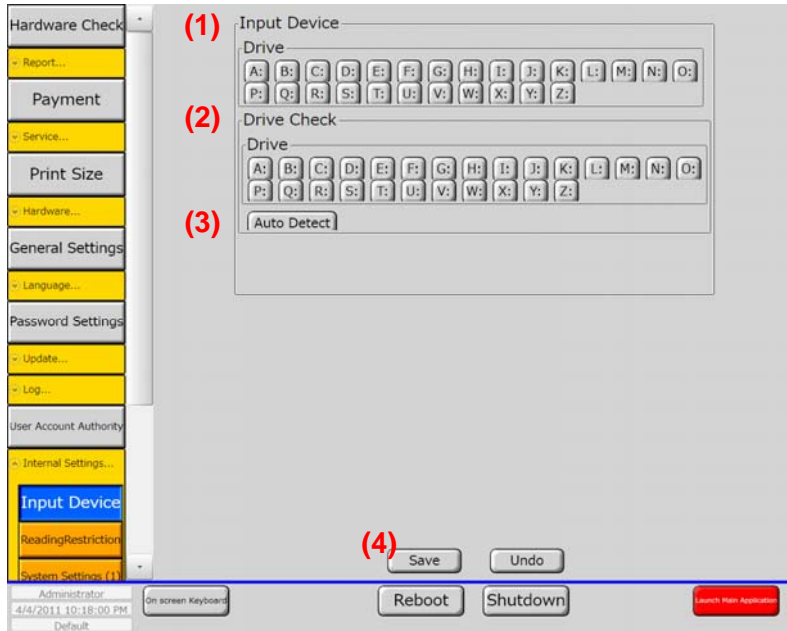 Hardware Check
Report...
Payment
Service...
Print Size
Hardware...
General Settings
Language...
Password Settings
Update...
Log...
User Account Authority
Internal Settings...
Input Device
ReadingRestriction
System Settings (1)
(1)
Input Device
Drive
A: B: C: D: E: F: G: H: I: J: K: L: M: N: O:
P: Q: R: S: T: U: V: W: X: Y: Z:
(2)
Drive Check
Drive
A: B: C: D: E: F: G: H: I: J: K: L: M: N: O:
P: Q: R: S: T: U: V: W: X: Y: Z:
(3)
Auto Detect
(4)
Save Undo
Administrator
4/4/2011 10:18:00 PM
Default
On screen Keyboard
Reboot Shutdown
Launch Main Application